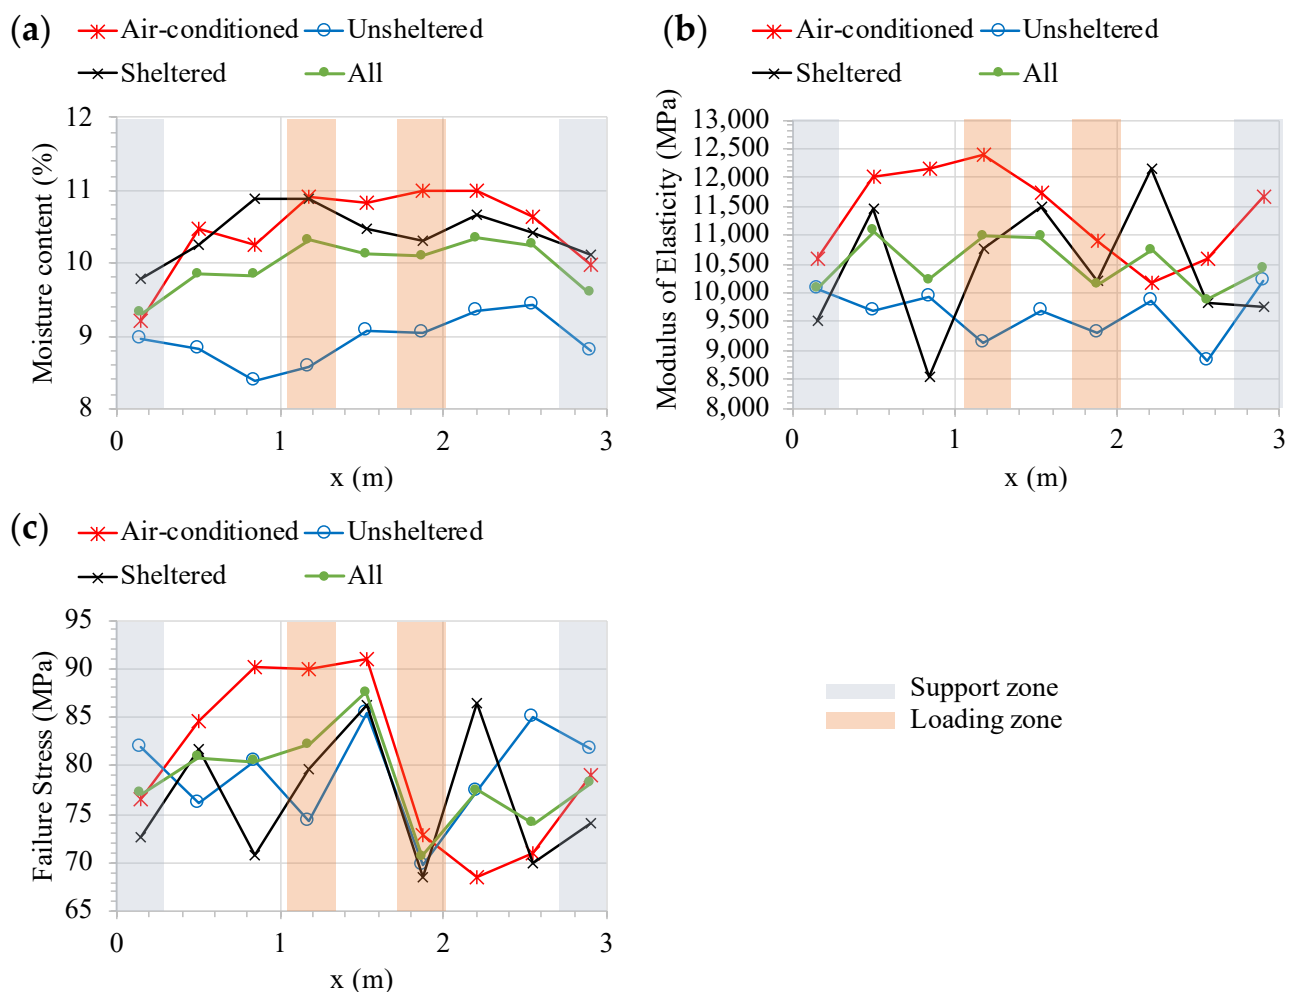 (a)
Air-conditioned
Unsheltered
Sheltered
All
Moisture content (%)
12
11
10
9
8
0
1
2
3
x (m)
(b)
Air-conditioned
Unsheltered
Sheltered
All
Modulus of Elasticity (MPa)
13,000
12,500
12,000
11,500
11,000
10,500
10,000
9,500
9,000
8,500
8,000
0
1
2
3
x (m)
(c)
Air-conditioned
Unsheltered
Sheltered
All
Failure Stress (MPa)
95
90
85
80
75
70
65
0
1
2
3
x (m)
Support zone
Loading zone